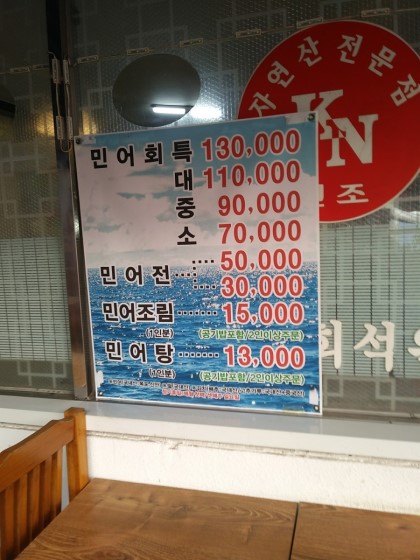 자연산 전문점
KN
조
민어회 특 130,000
대 110,000
중 90,000
소 70,000
민어전 50,000
30,000
민어조림 15,000
(1인분) (공기밥포함/2인이상주문)
민어탕 13,000
(1인분) (공기밥포함/2인이상주문)
회석